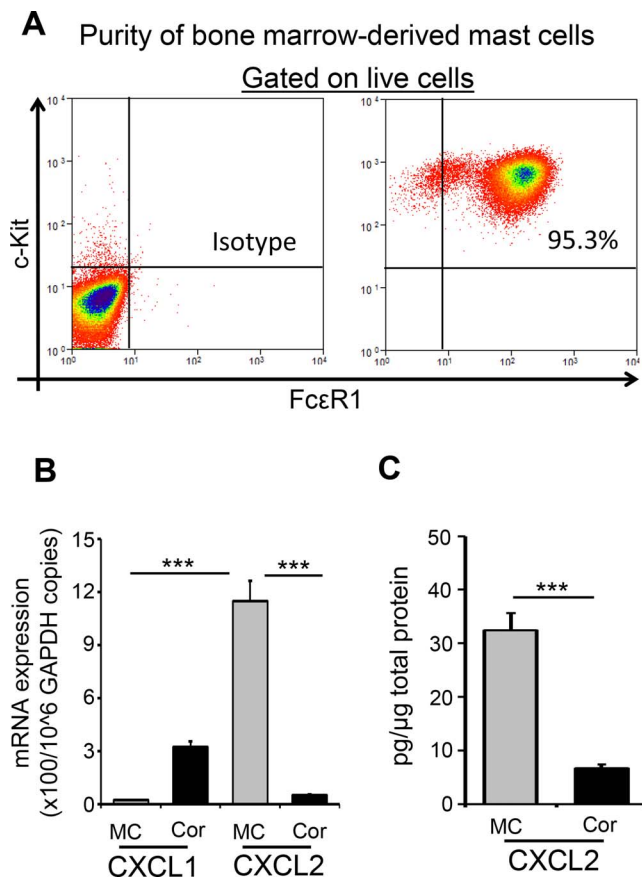 A
Purity of bone marrow-derived mast cells
Gated on live cells
c-Kit
10^4
10^3
10^2
10^1
10^0
Isotype
10^0 10^1 10^2 10^3 10^4
10^4
10^3
10^2
10^1
10^0
95.3%
10^0 10^1 10^2 10^3 10^4
FcεR1
B
mRNA expression
(x100/10^6 GAPDH copies)
15
12
9
6
3
0
*** ***
MC Cor MC Cor
CXCL1 CXCL2
C
pg/µg total protein
50
40
30
20
10
0
***
MC Cor
CXCL2